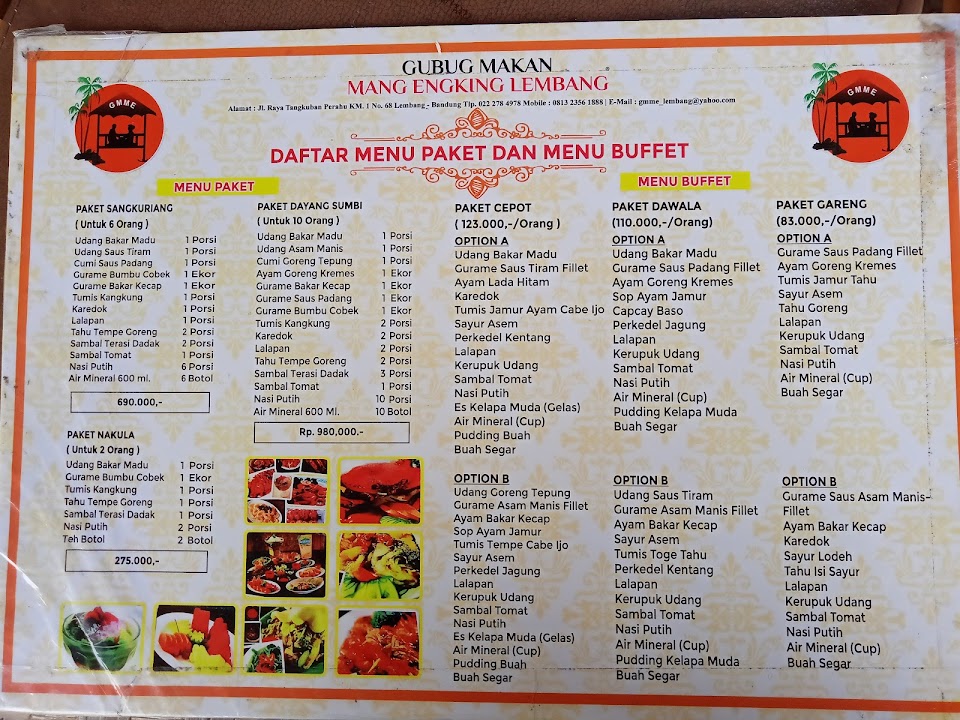 GUBUG MAKAN
MANG ENGKING LEMBANG
Alamat : Jl. Raya Tangkuban Perahu KM. 1 No. 68 Lembang - Bandung Tlp. 022 278 4978 Mobile : 0813 2356 1888 | E-Mail : gmme_lembang@yahoo.com
GMME
GMME
DAFTAR MENU PAKET DAN MENU BUFFET
MENU PAKET
PAKET SANGKURIANG
( Untuk 6 Orang )
Udang Bakar Madu 1 Porsi
Udang Saus Tiram 1 Porsi
Cumi Saus Padang 1 Porsi
Gurame Bumbu Cobek 1 Ekor
Gurame Bakar Kecap 1 Ekor
Tumis Kangkung 1 Porsi
Karedok 1 Porsi
Lalapan 1 Porsi
Tahu Tempe Goreng 2 Porsi
Sambal Terasi Dadak 2 Porsi
Sambal Tomat 1 Porsi
Nasi Putih 6 Porsi
Air Mineral 600 ml. 6 Botol
690.000,-
PAKET NAKULA
( Untuk 2 Orang )
Udang Bakar Madu 1 Porsi
Gurame Bumbu Cobek 1 Ekor
Tumis Kangkung 1 Porsi
Tahu Tempe Goreng 1 Porsi
Sambal Terasi Dadak 1 Porsi
Nasi Putih 2 Porsi
Teh Botol 2 Botol
275.000,-
PAKET DAYANG SUMBI
( Untuk 10 Orang )
Udang Bakar Madu 1 Porsi
Udang Asam Manis 1 Porsi
Cumi Goreng Tepung 1 Porsi
Ayam Goreng Kremes 1 Ekor
Gurame Bakar Kecap 1 Ekor
Gurame Saus Padang 1 Ekor
Gurame Bumbu Cobek 1 Ekor
Tumis Kangkung 2 Porsi
Karedok 2 Porsi
Lalapan 2 Porsi
Tahu Tempe Goreng 2 Porsi
Sambal Terasi Dadak 3 Porsi
Sambal Tomat 1 Porsi
Nasi Putih 10 Porsi
Air Mineral 600 Ml. 10 Botol
Rp. 980,000.-
MENU BUFFET
PAKET CEPOT
( 123.000,-/Orang )
OPTION A
Udang Bakar Madu
Gurame Saus Tiram Fillet
Ayam Lada Hitam
Karedok
Tumis Jamur Ayam Cabe Ijo
Sayur Asem
Perkedel Kentang
Lalapan
Kerupuk Udang
Sambal Tomat
Nasi Putih
Es Kelapa Muda (Gelas)
Air Mineral (Cup)
Pudding Buah
Buah Segar
OPTION B
Udang Goreng Tepung
Gurame Asam Manis Fillet
Ayam Bakar Kecap
Sop Ayam Jamur
Tumis Tempe Cabe Ijo
Sayur Asem
Perkedel Jagung
Lalapan
Kerupuk Udang
Sambal Tomat
Nasi Putih
Es Kelapa Muda (Gelas)
Air Mineral (Cup)
Pudding Buah
Buah Segar
PAKET DAWALA
(110.000,-/Orang)
OPTION A
Udang Bakar Madu
Gurame Saus Padang Fillet
Ayam Goreng Kremes
Sop Ayam Jamur
Capcay Baso
Perkedel Jagung
Lalapan
Kerupuk Udang
Sambal Tomat
Nasi Putih
Air Mineral (Cup)
Pudding Kelapa Muda
Buah Segar
OPTION B
Udang Saus Tiram
Gurame Asam Manis Fillet
Ayam Bakar Kecap
Sayur Asem
Tumis Toge Tahu
Perkedel Kentang
Lalapan
Kerupuk Udang
Sambal Tomat
Nasi Putih
Air Mineral (Cup)
Pudding Kelapa Muda
Buah Segar
PAKET GARENG
(83.000,-/Orang)
OPTION A
Gurame Saus Padang Fillet
Ayam Goreng Kremes
Tumis Jamur Tahu
Sayur Asem
Tahu Goreng
Lalapan
Kerupuk Udang
Sambal Tomat
Nasi Putih
Air Mineral (Cup)
Buah Segar
OPTION B
Gurame Saus Asam Manis-
Fillet
Ayam Bakar Kecap
Karedok
Sayur Lodeh
Tahu Isi Sayur
Lalapan
Kerupuk Udang
Sambal Tomat
Nasi Putih
Air Mineral (Cup)
Buah Segar